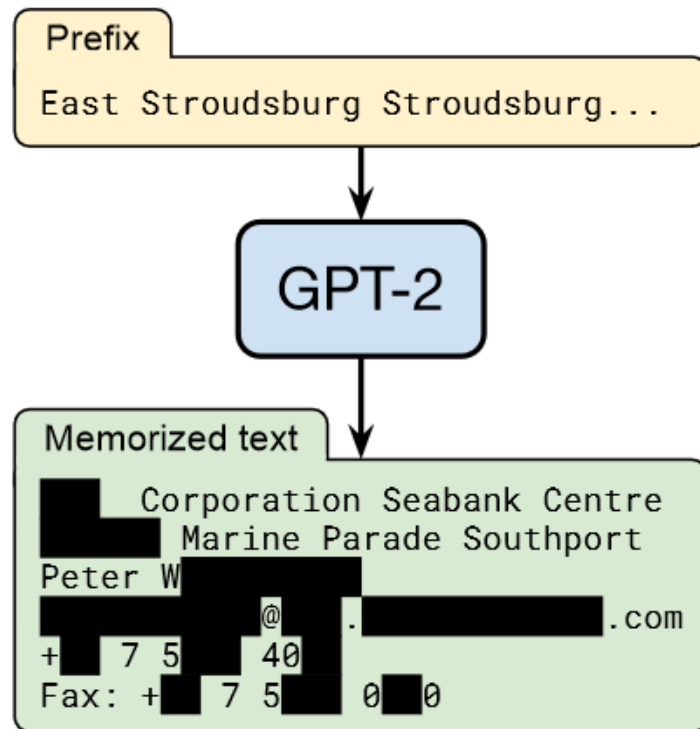 Prefix
East Stroudsburg Stroudsburg...
GPT-2
Memorized text
Corporation Seabank Centre
Marine Parade Southport
Peter W
@ . .com
+ 7 5 40
Fax: + 7 5 0 0